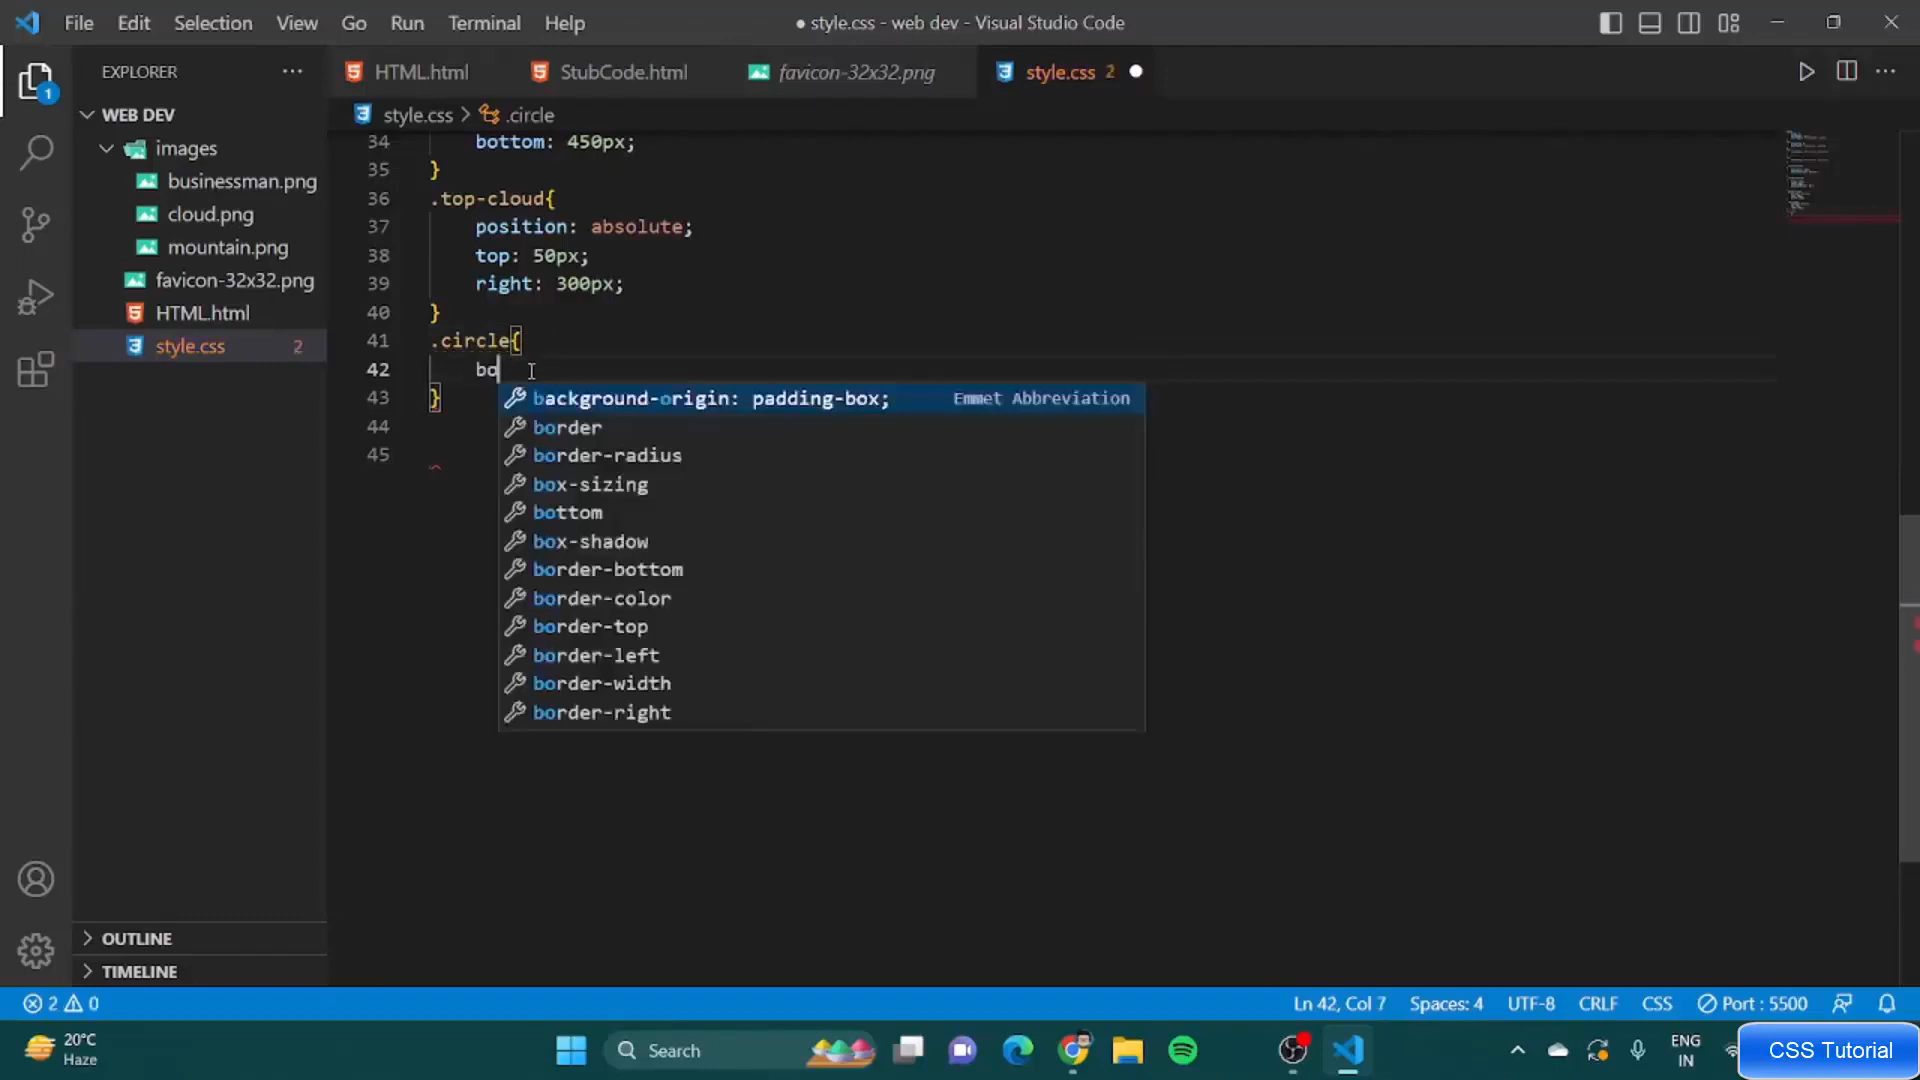 File Edit Selection View Go Run Terminal Help
● style.css - web dev - Visual Studio Code
EXPLORER
HTML.html StubCode.html favicon-32x32.png style.css 2
WEB DEV
style.css > .circle
images
businessman.png
cloud.png
mountain.png
favicon-32x32.png
HTML.html
style.css 2
1
34 bottom: 450px;
35 }
36 .top-cloud{
37 position: absolute;
38 top: 50px;
39 right: 300px;
40 }
41 .circle{
42 bo
43 }
44
45
background-origin: padding-box; Emmet Abbreviation
border
border-radius
box-sizing
bottom
box-shadow
border-bottom
border-color
border-top
border-left
border-width
border-right
OUTLINE
TIMELINE
2 0
Ln 42, Col 7 Spaces: 4 UTF-8 CRLF CSS Port : 5500
20°C
Haze
Search
ENG
IN
CSS Tutorial